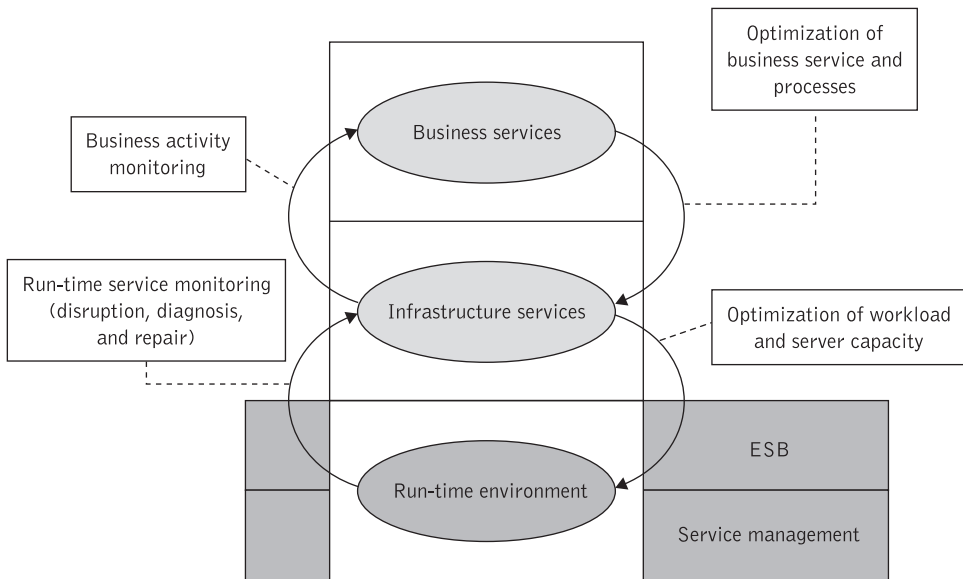 Optimization of
business service and
processes
Business services
Business activity
monitoring
Run-time service monitoring
(disruption, diagnosis,
and repair)
Infrastructure services
Optimization of workload
and server capacity
ESB
Run-time environment
Service management